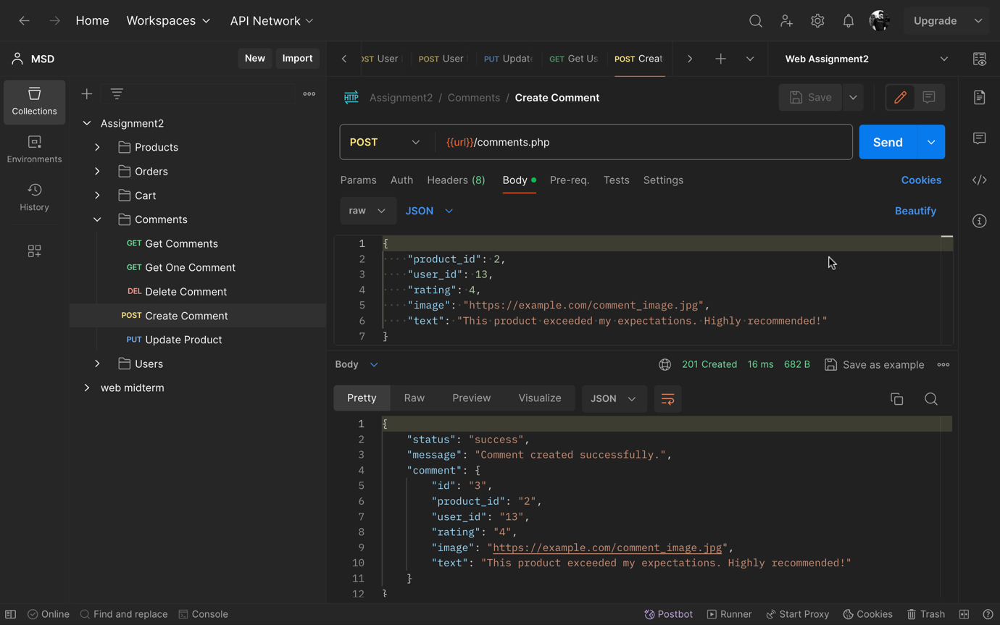 Home Workspaces API Network Upgrade
MSD New Import
OST User POST User PUT Update GET Get Us POST Creat Web Assignment2
Collections
Environments
History
Assignment2
Products
Orders
Cart
Comments
GET Get Comments
GET Get One Comment
DEL Delete Comment
POST Create Comment
PUT Update Product
Users
web midterm
HTTP Assignment2 / Comments / Create Comment Save
POST {{url}}/comments.php Send
Params Auth Headers (8) Body Pre-req. Tests Settings Cookies
raw JSON Beautify
1 {
2 ····"product_id":·2,
3 ····"user_id":·13,
4 ····"rating":·4,
5 ····"image":·"https://example.com/comment_image.jpg",
6 ····"text":·"This·product·exceeded·my·expectations.·Highly·recommended!"
7 }
Body 201 Created 16 ms 682 B Save as example
Pretty Raw Preview Visualize JSON
1 {
2 "status": "success",
3 "message": "Comment created successfully.",
4 "comment": {
5 "id": "3",
6 "product_id": "2",
7 "user_id": "13",
8 "rating": "4",
9 "image": "https://example.com/comment_image.jpg",
10 "text": "This product exceeded my expectations. Highly recommended!"
11 }
12 }
Online Find and replace Console Postbot Runner Start Proxy Cookies Trash